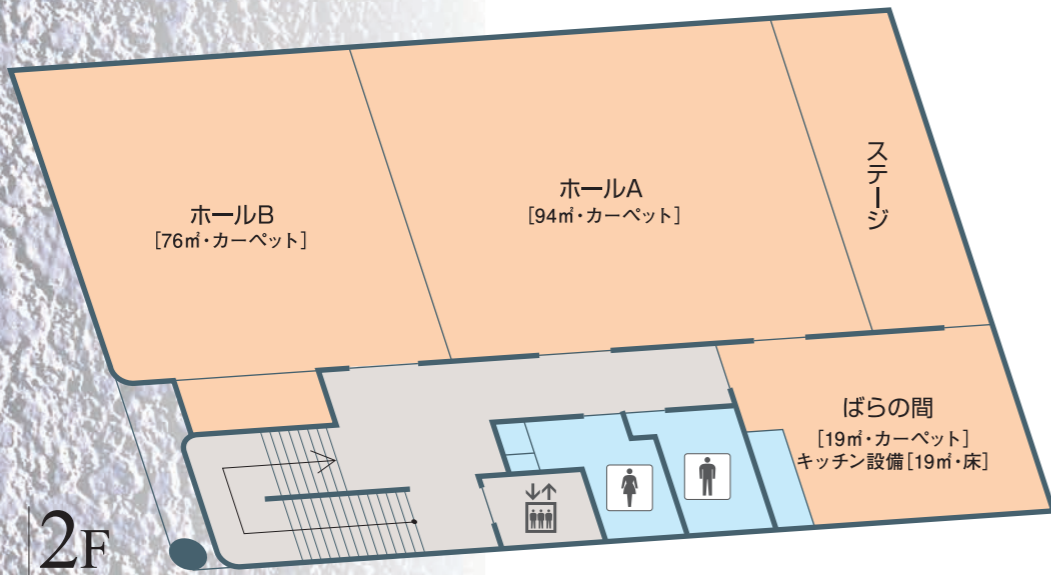 ホールB
[76㎡・カーペット]
ホールA
[94㎡・カーペット]
ステージ
ばらの間
[19㎡・カーペット]
キッチン設備[19㎡・床]
2F